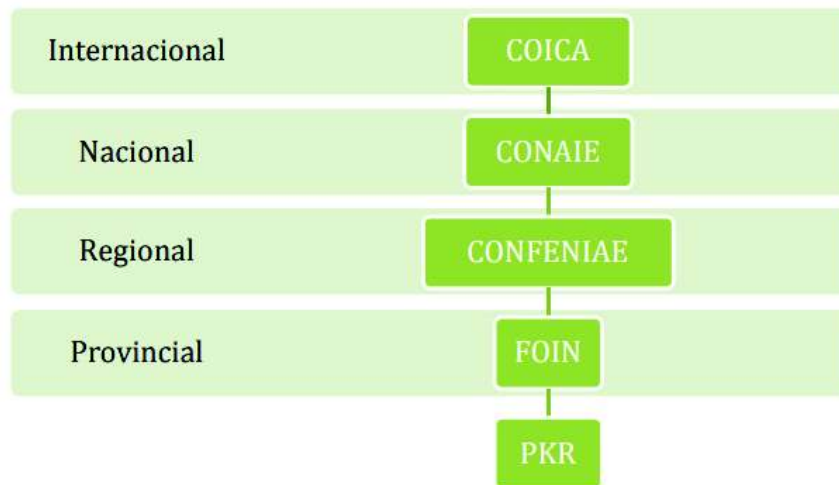 Internacional COICA
Nacional CONAIE
Regional CONFENIAE
Provincial FOIN
PKR